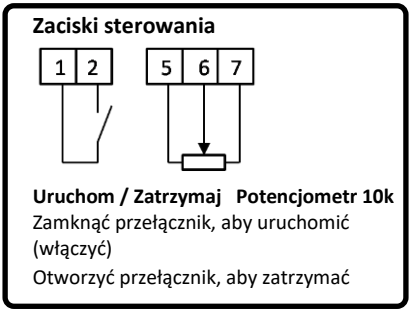 Zaciski sterowania
1 2 5 6 7
Uruchom / Zatrzymaj Potencjometr 10k
Zamknąć przełącznik, aby uruchomić
(włączyć)
Otworzyć przełącznik, aby zatrzymać